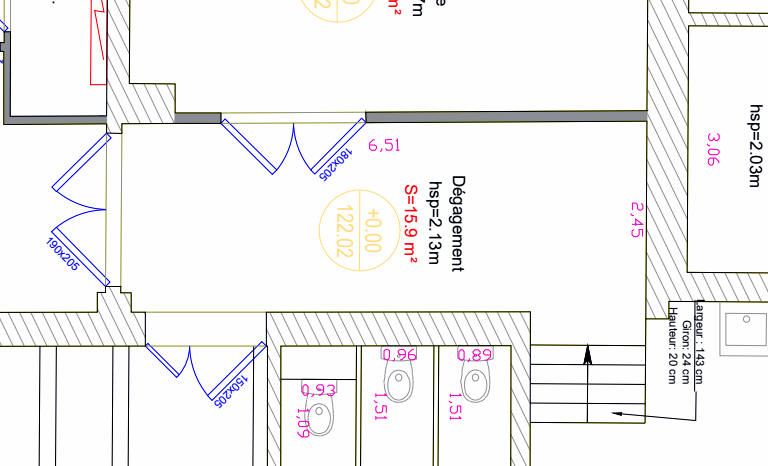 hsp=2.03m
3,06
6,51
180x205
Dégagement
hsp=2.13m
S=15.9 m²
+0.00
122.02
2,45
190x205
Largeur : 143 cm
Giron: 24 cm
Hauteur: 20 cm
150x205
0,96
0,89
0,93
1,51
1,51
1,09